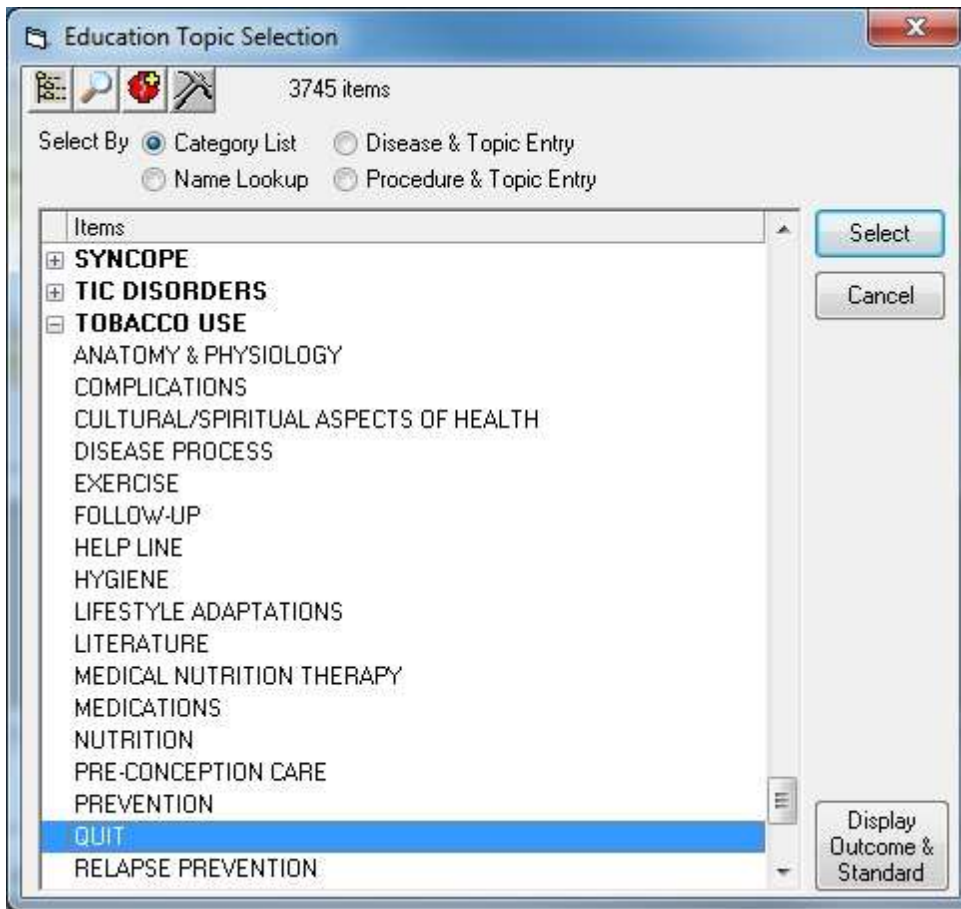 Education Topic Selection
X
3745 items
Select By Category List Disease & Topic Entry
Name Lookup Procedure & Topic Entry
Items
SYNCOPE
TIC DISORDERS
TOBACCO USE
ANATOMY & PHYSIOLOGY
COMPLICATIONS
CULTURAL/SPIRITUAL ASPECTS OF HEALTH
DISEASE PROCESS
EXERCISE
FOLLOW-UP
HELP LINE
HYGIENE
LIFESTYLE ADAPTATIONS
LITERATURE
MEDICAL NUTRITION THERAPY
MEDICATIONS
NUTRITION
PRE-CONCEPTION CARE
PREVENTION
QUIT
RELAPSE PREVENTION
Select
Cancel
Display
Outcome &
Standard